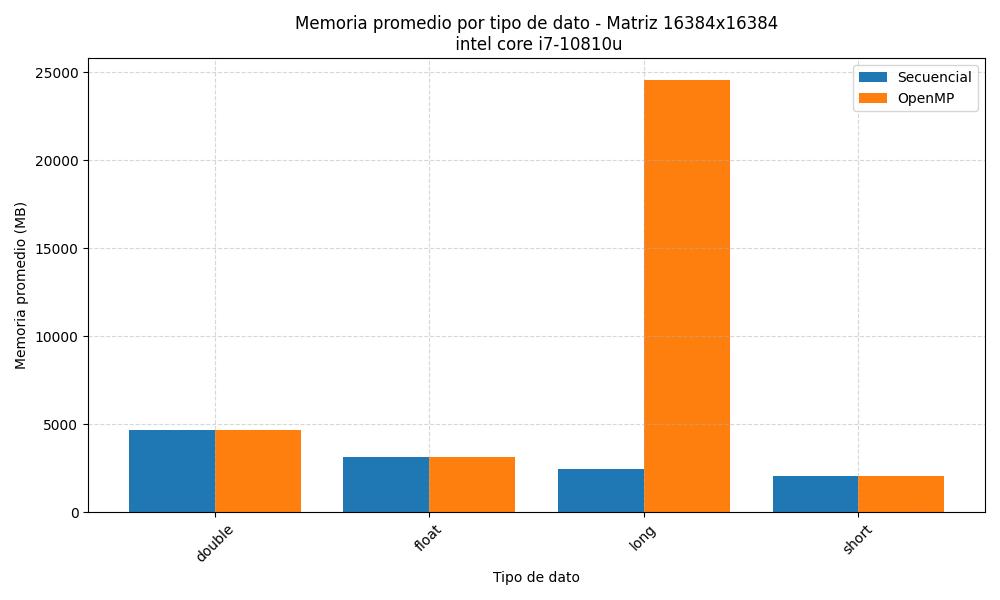 Memoria promedio por tipo de dato - Matriz 16384x16384
intel core i7-10810u
Secuencial
OpenMP
Memoria promedio (MB)
25000
20000
15000
10000
5000
0
double
float
long
short
Tipo de dato